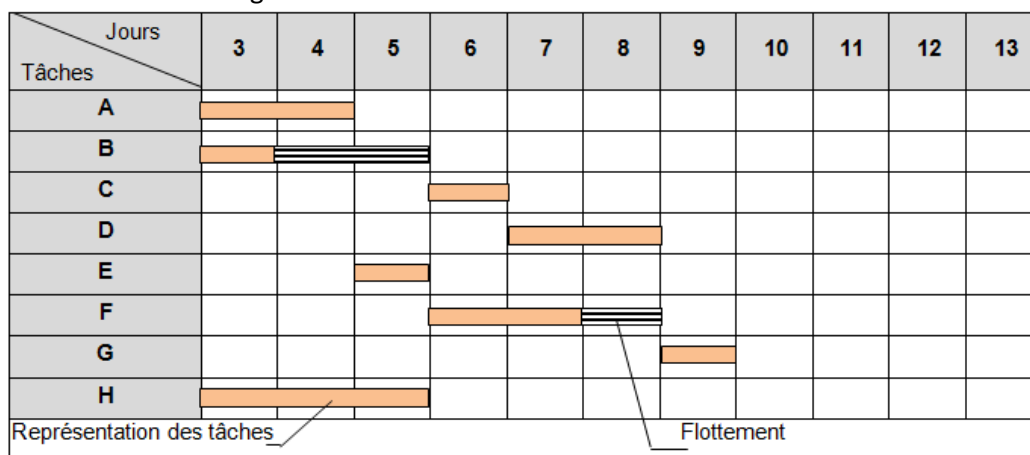 Jours
Tâches
3 4 5 6 7 8 9 10 11 12 13
A
B
C
D
E
F
G
H
Représentation des tâches
Flottement